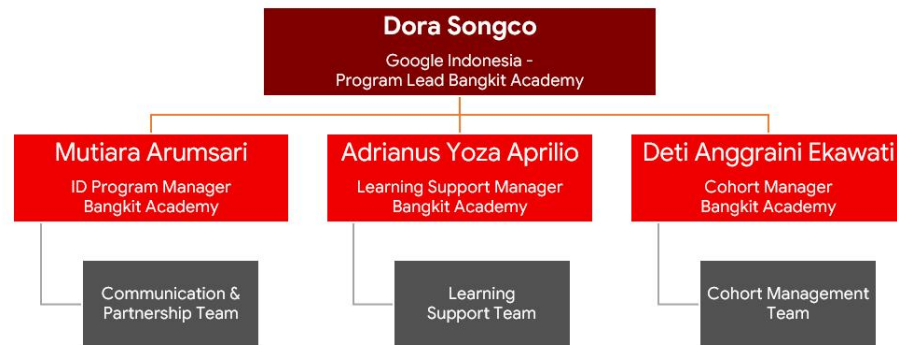 Dora Songco
Google Indonesia -
Program Lead Bangkit Academy
Mutiara Arumsari
ID Program Manager
Bangkit Academy
Adrianus Yoza Aprilio
Learning Support Manager
Bangkit Academy
Deti Anggraini Ekawati
Cohort Manager
Bangkit Academy
Communication &
Partnership Team
Learning
Support Team
Cohort Management
Team